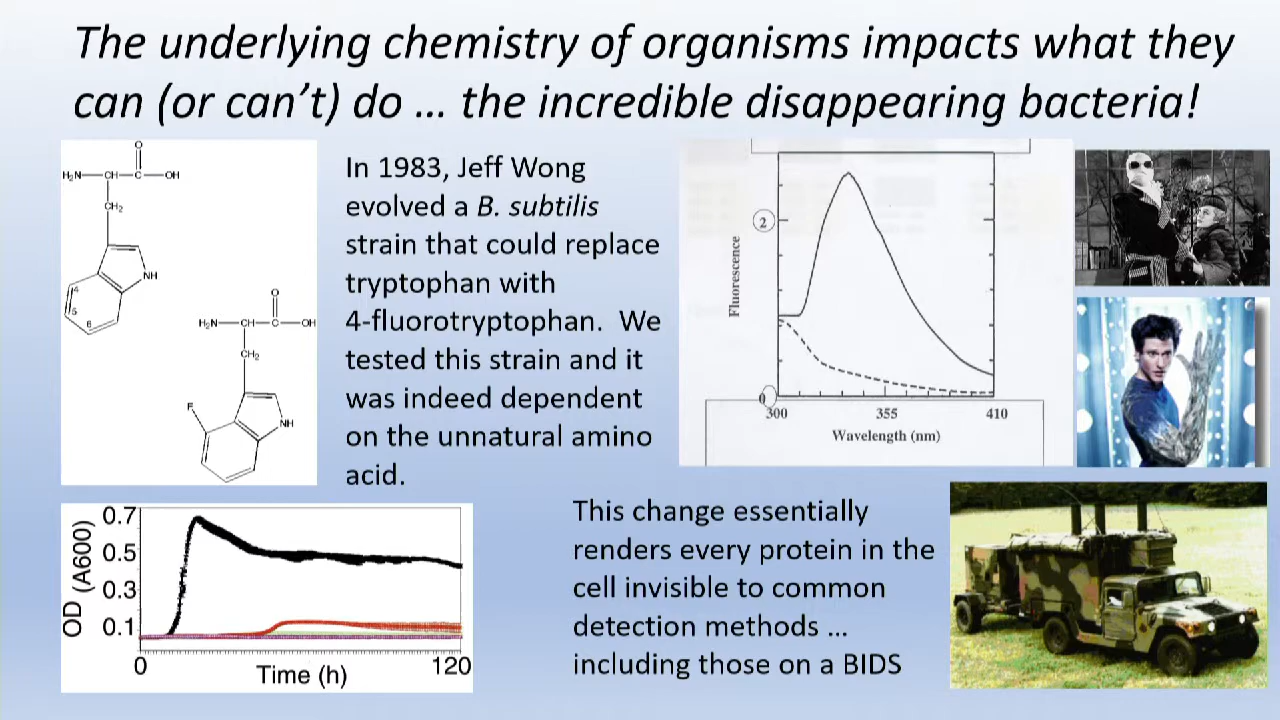 The underlying chemistry of organisms impacts what they
can (or can’t) do … the incredible disappearing bacteria!
O
H₂N CH C OH
CH₂
NH
4
5
6
O
H₂N CH C OH
CH₂
F
NH
In 1983, Jeff Wong
evolved a B. subtilis
strain that could replace
tryptophan with
4-fluorotryptophan. We
tested this strain and it
was indeed dependent
on the unnatural amino
acid.
Fluorescence
2
0
300 355 410
Wavelength (nm)
OD (A600)
0.7
0.5
0.3
0.1
0 120
Time (h)
This change essentially
renders every protein in the
cell invisible to common
detection methods …
including those on a BIDS